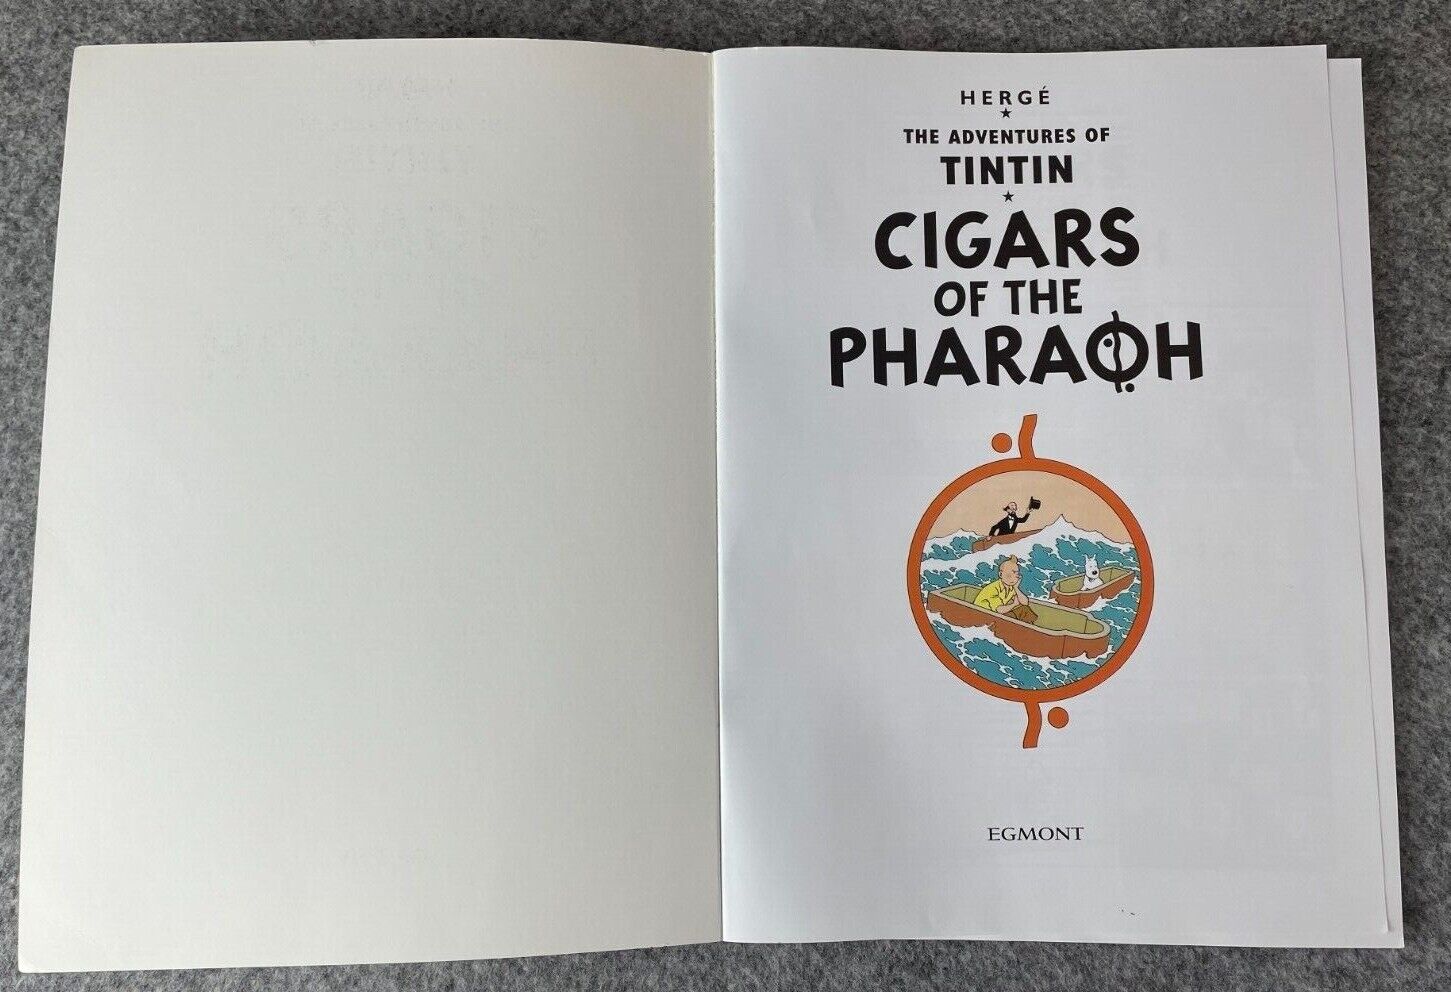 HERGÉ
THE ADVENTURES OF
TINTIN
CIGARS
OF THE
PHARAOH
EGMONT